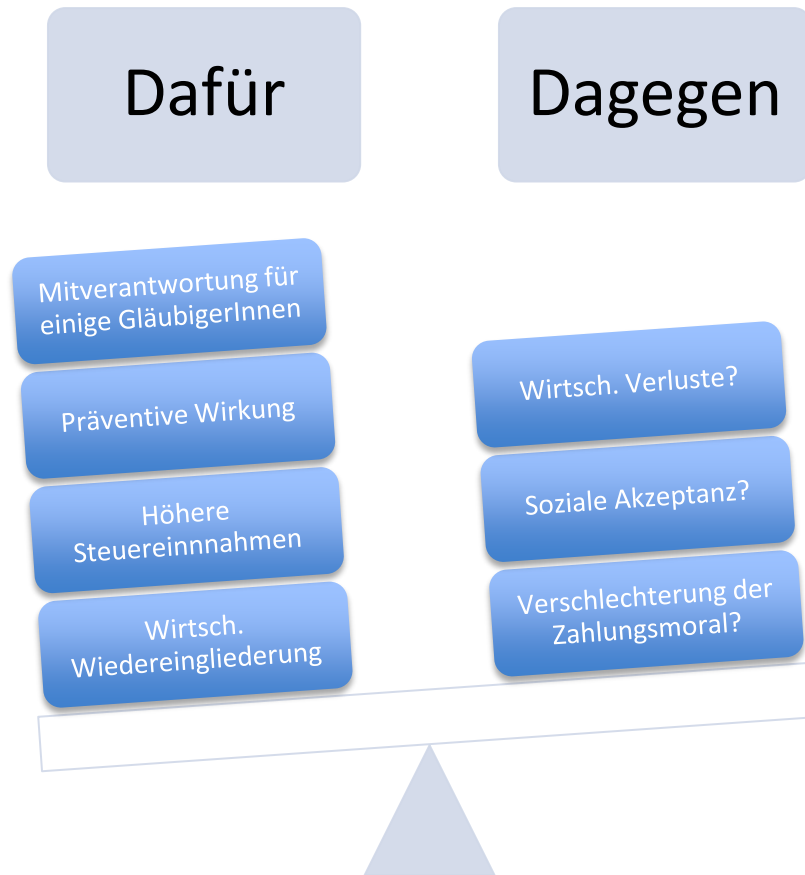 Dafür
Dagegen
Mitverantwortung für
einige GläubigerInnen
Präventive Wirkung
Höhere
Steuereinnnahmen
Wirtsch.
Wiedereingliederung
Wirtsch. Verluste?
Soziale Akzeptanz?
Verschlechterung der
Zahlungsmoral?